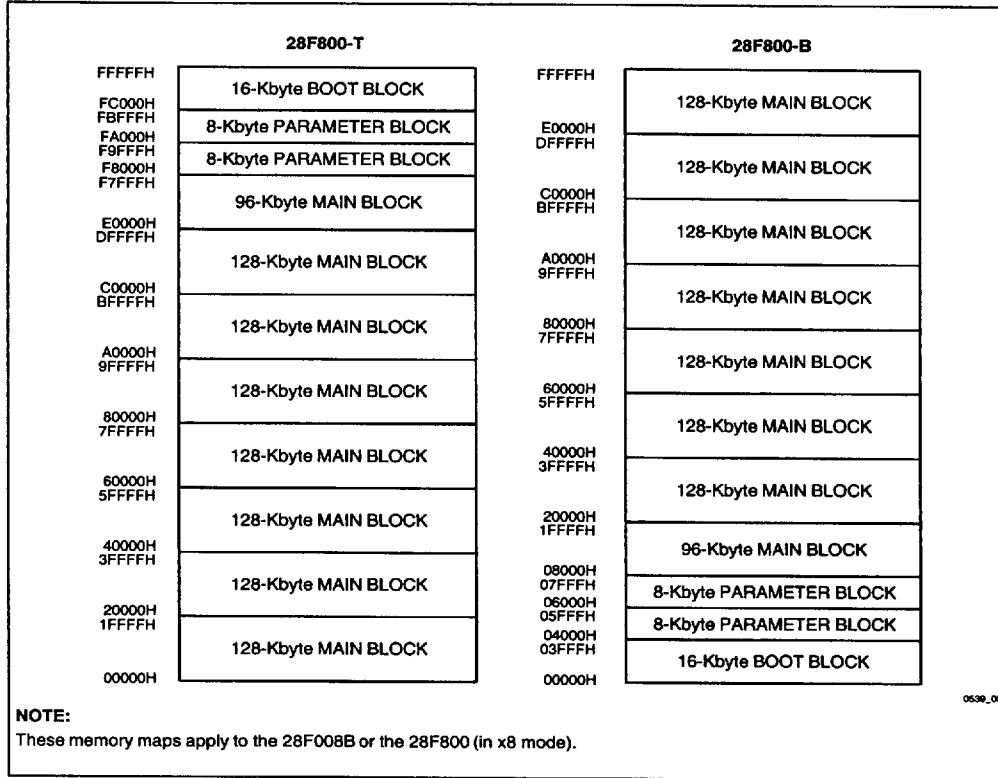 28F800-T
FFFFFH
16-Kbyte BOOT BLOCK
FC000H
FBFFFH
8-Kbyte PARAMETER BLOCK
FA000H
F9FFFH
8-Kbyte PARAMETER BLOCK
F8000H
F7FFFH
96-Kbyte MAIN BLOCK
E0000H
DFFFFH
128-Kbyte MAIN BLOCK
C0000H
BFFFFH
128-Kbyte MAIN BLOCK
A0000H
9FFFFH
128-Kbyte MAIN BLOCK
80000H
7FFFFH
128-Kbyte MAIN BLOCK
60000H
5FFFFH
128-Kbyte MAIN BLOCK
40000H
3FFFFH
128-Kbyte MAIN BLOCK
20000H
1FFFFH
128-Kbyte MAIN BLOCK
00000H
28F800-B
FFFFFH
128-Kbyte MAIN BLOCK
E0000H
DFFFFH
128-Kbyte MAIN BLOCK
C0000H
BFFFFH
128-Kbyte MAIN BLOCK
A0000H
9FFFFH
128-Kbyte MAIN BLOCK
80000H
7FFFFH
128-Kbyte MAIN BLOCK
60000H
5FFFFH
128-Kbyte MAIN BLOCK
40000H
3FFFFH
128-Kbyte MAIN BLOCK
20000H
1FFFFH
96-Kbyte MAIN BLOCK
08000H
07FFFH
8-Kbyte PARAMETER BLOCK
06000H
05FFFH
8-Kbyte PARAMETER BLOCK
04000H
03FFFH
16-Kbyte BOOT BLOCK
00000H
NOTE:
These memory maps apply to the 28F008B or the 28F800 (in x8 mode).